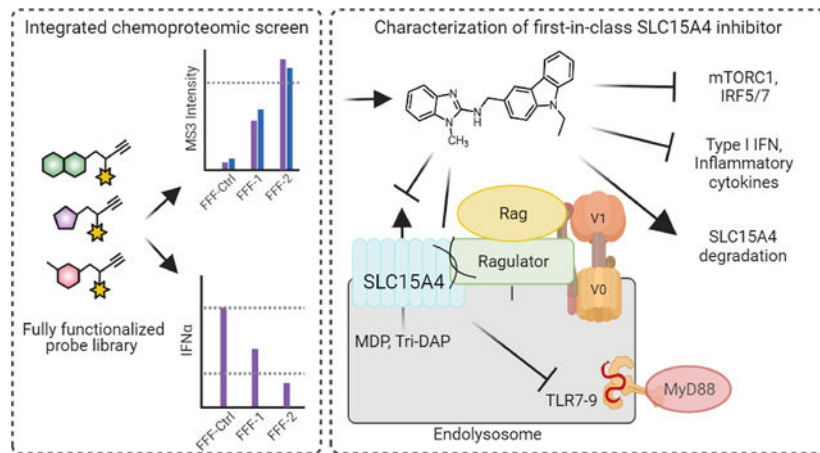 Integrated chemoproteomic screen
MS3 Intensity
FFF-Ctrl
FFF-1
FFF-2
Fully functionalized
probe library
IFNα
FFF-Ctrl
FFF-1
FFF-2
Characterization of first-in-class SLC15A4 inhibitor
N
N
CH₃
NH
N
mTORC1,
IRF5/7
Type I IFN,
Inflammatory
cytokines
SLC15A4
degradation
Rag
Ragulator
V1
V0
SLC15A4
MDP, Tri-DAP
TLR7-9
MyD88
Endolysosome